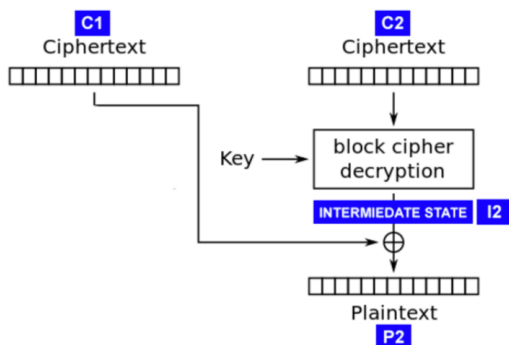 C1
Ciphertext
C2
Ciphertext
Key
block cipher
decryption
INTERMIEDATE STATE
I2
Plaintext
P2